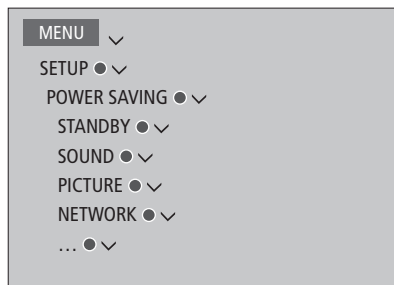 MENU
SETUP
POWER SAVING
STANDBY
SOUND
PICTURE
NETWORK
...